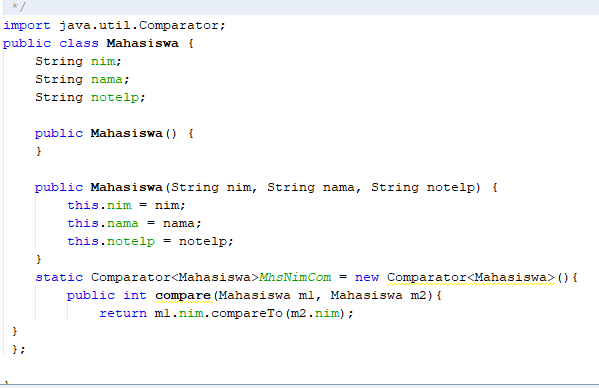 */
import java.util.Comparator;
public class Mahasiswa {
String nim;
String nama;
String notelp;
public Mahasiswa() {
}
public Mahasiswa(String nim, String nama, String notelp) {
this.nim = nim;
this.nama = nama;
this.notelp = notelp;
}
static Comparator<Mahasiswa>MhsNimCom = new Comparator<Mahasiswa>(){
public int compare(Mahasiswa m1, Mahasiswa m2){
return m1.nim.compareTo(m2.nim);
}
};